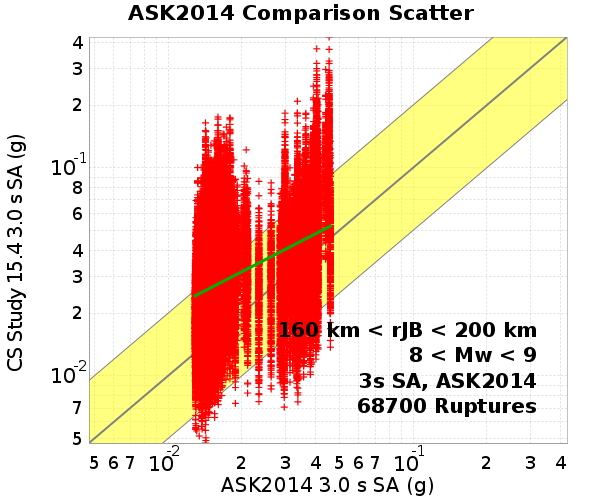 ASK2014 Comparison Scatter
CS Study 15.4 3.0 s SA (g)
4
3
2
10-1
8
6
4
3
2
10-2
7
5
160 km < rJB < 200 km
8 < Mw < 9
3s SA, ASK2014
68700 Ruptures
5 6 7 10-2 2 3 4 5 6 7 10-1 2 3 4
ASK2014 3.0 s SA (g)